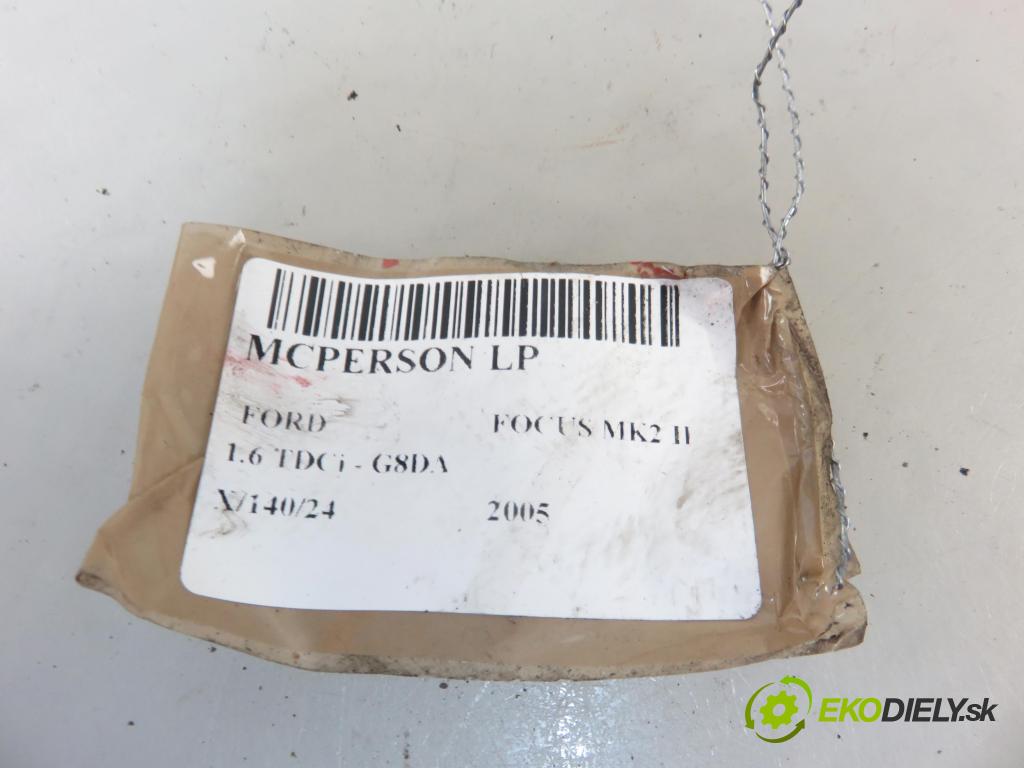 MCPERSON LP
FORD FOCUS MK2 II
1.6 TDCi - G8DA
X/140/24 2005
EKODIELY.sk